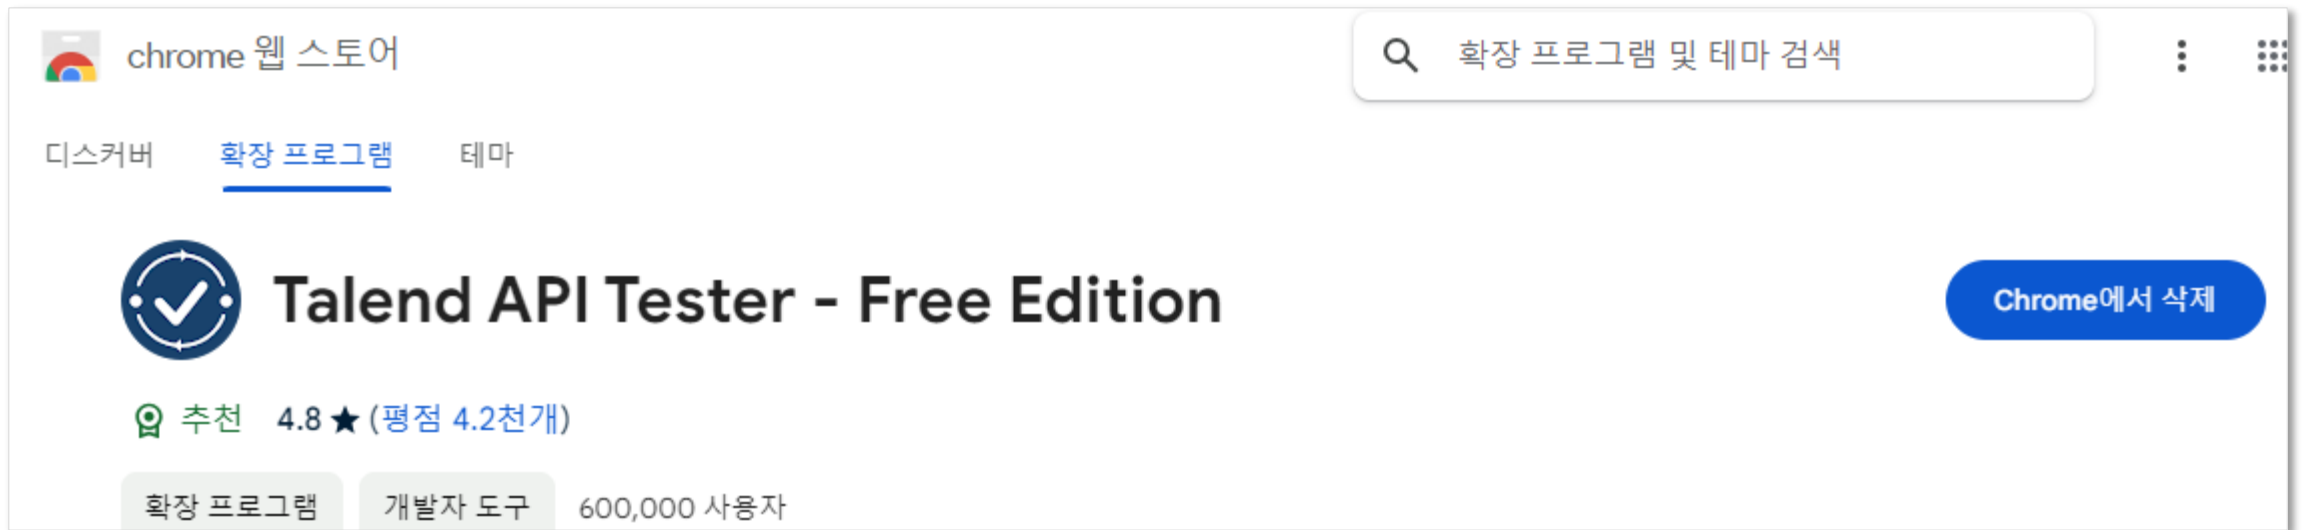 chrome 웹 스토어
확장 프로그램 및 테마 검색
디스커버 확장 프로그램 테마
Talend API Tester - Free Edition
Chrome에서 삭제
추천 4.8 ★ (평점 4.2천개)
확장 프로그램 개발자 도구 600,000 사용자